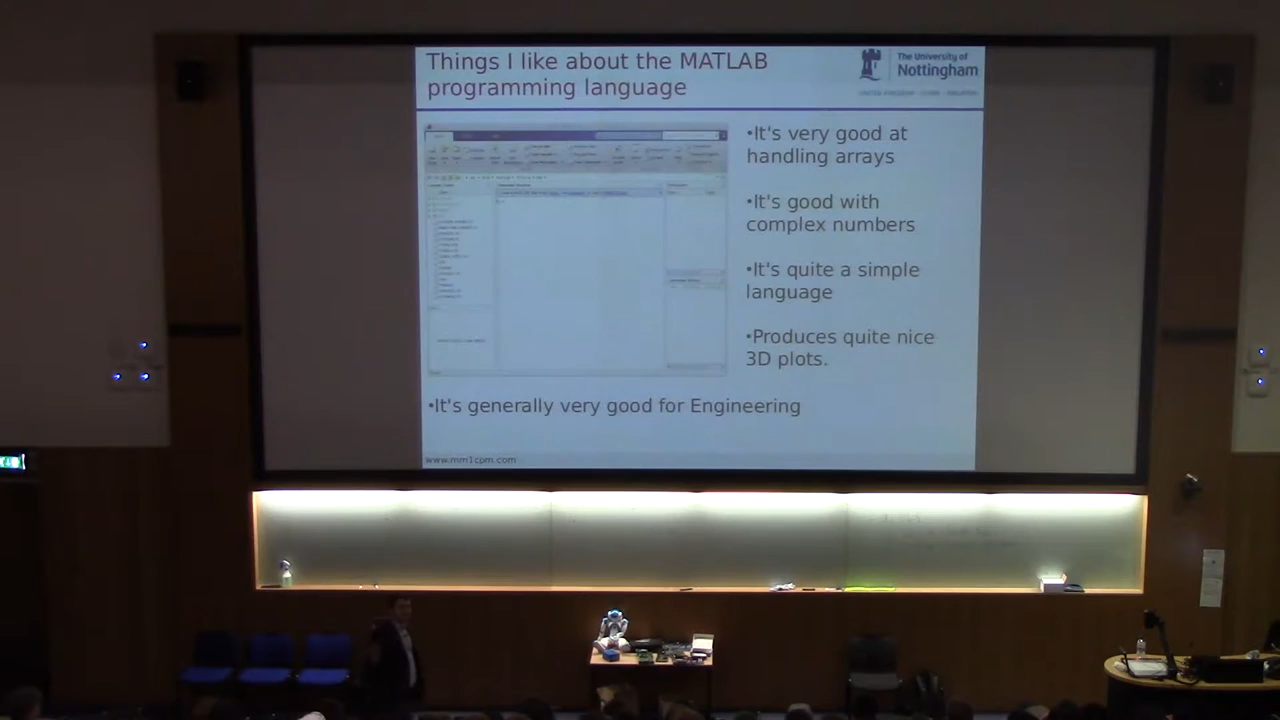 Things I like about the MATLAB
programming language
The University of
Nottingham
•It's very good at
handling arrays
•It's good with
complex numbers
•It's quite a simple
language
•Produces quite nice
3D plots.
•It's generally very good for Engineering
www.mm1cpm.com